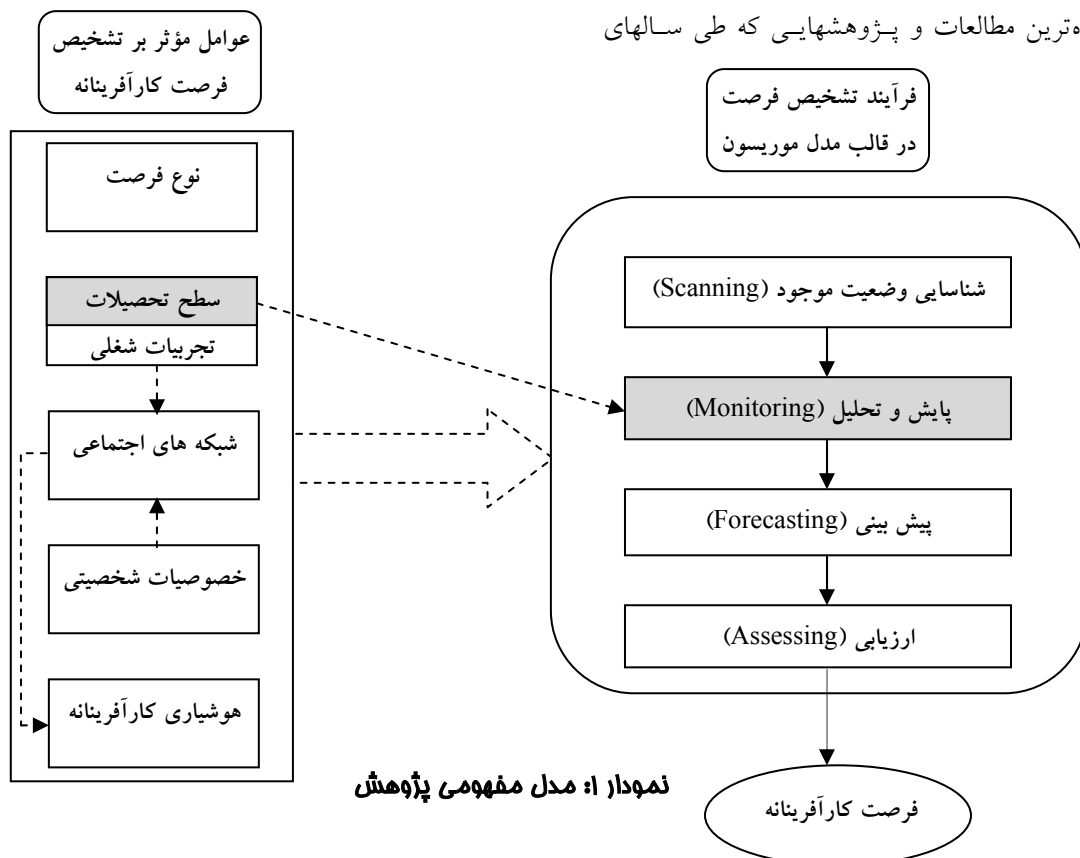 ه‌ترین مطالعات و پـژوهشهایـی که طی سـالهای
عوامل مؤثر بر تشخیص
فرصت کارآفرینانه
فرآیند تشخیص فرصت
در قالب مدل موریسون
نوع فرصت
سطح تحصیلات
تجربیات شغلی
شبکه های اجتماعی
خصوصیات شخصیتی
هوشیاری کارآفرینانه
شناسایی وضعیت موجود (Scanning)
پایش و تحلیل (Monitoring)
پیش بینی (Forecasting)
ارزیابی (Assessing)
فرصت کارآفرینانه
نمودار ۱: مدل مفهومی پژوهش